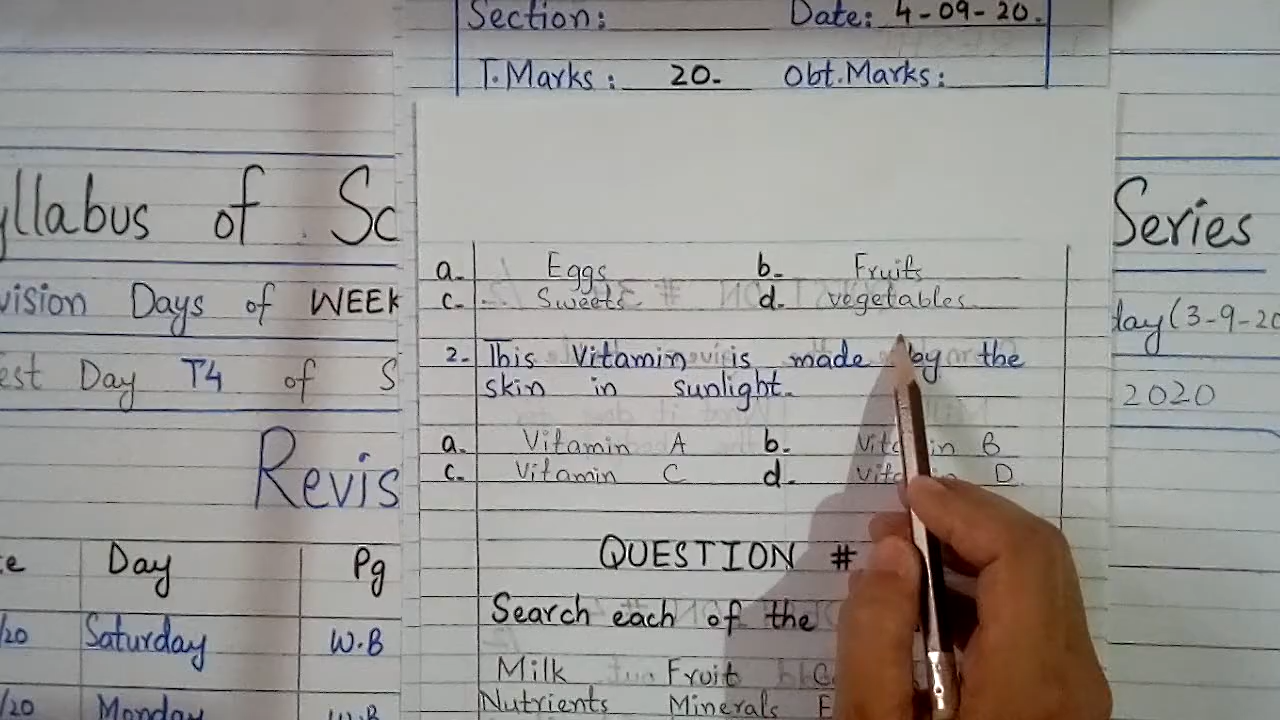 Section: Date: 4-09-20.
T.Marks: 20. Obt.Marks:
yllabus of Sc
vision Days of WEEK
est Day T4 of S
Revis
e Day Pg
/20 Saturday W.B
/20 Monday W.B
a. Eggs b. Fruits
c. Sweets d. vegetables
2. This Vitamin is made by the
skin in sunlight.
a. Vitamin A b. B
c. Vitamin C d. D
QUESTION #
Search each of the
Milk Fruit
Nutrients Minerals
Series
day (3-9-20
2020